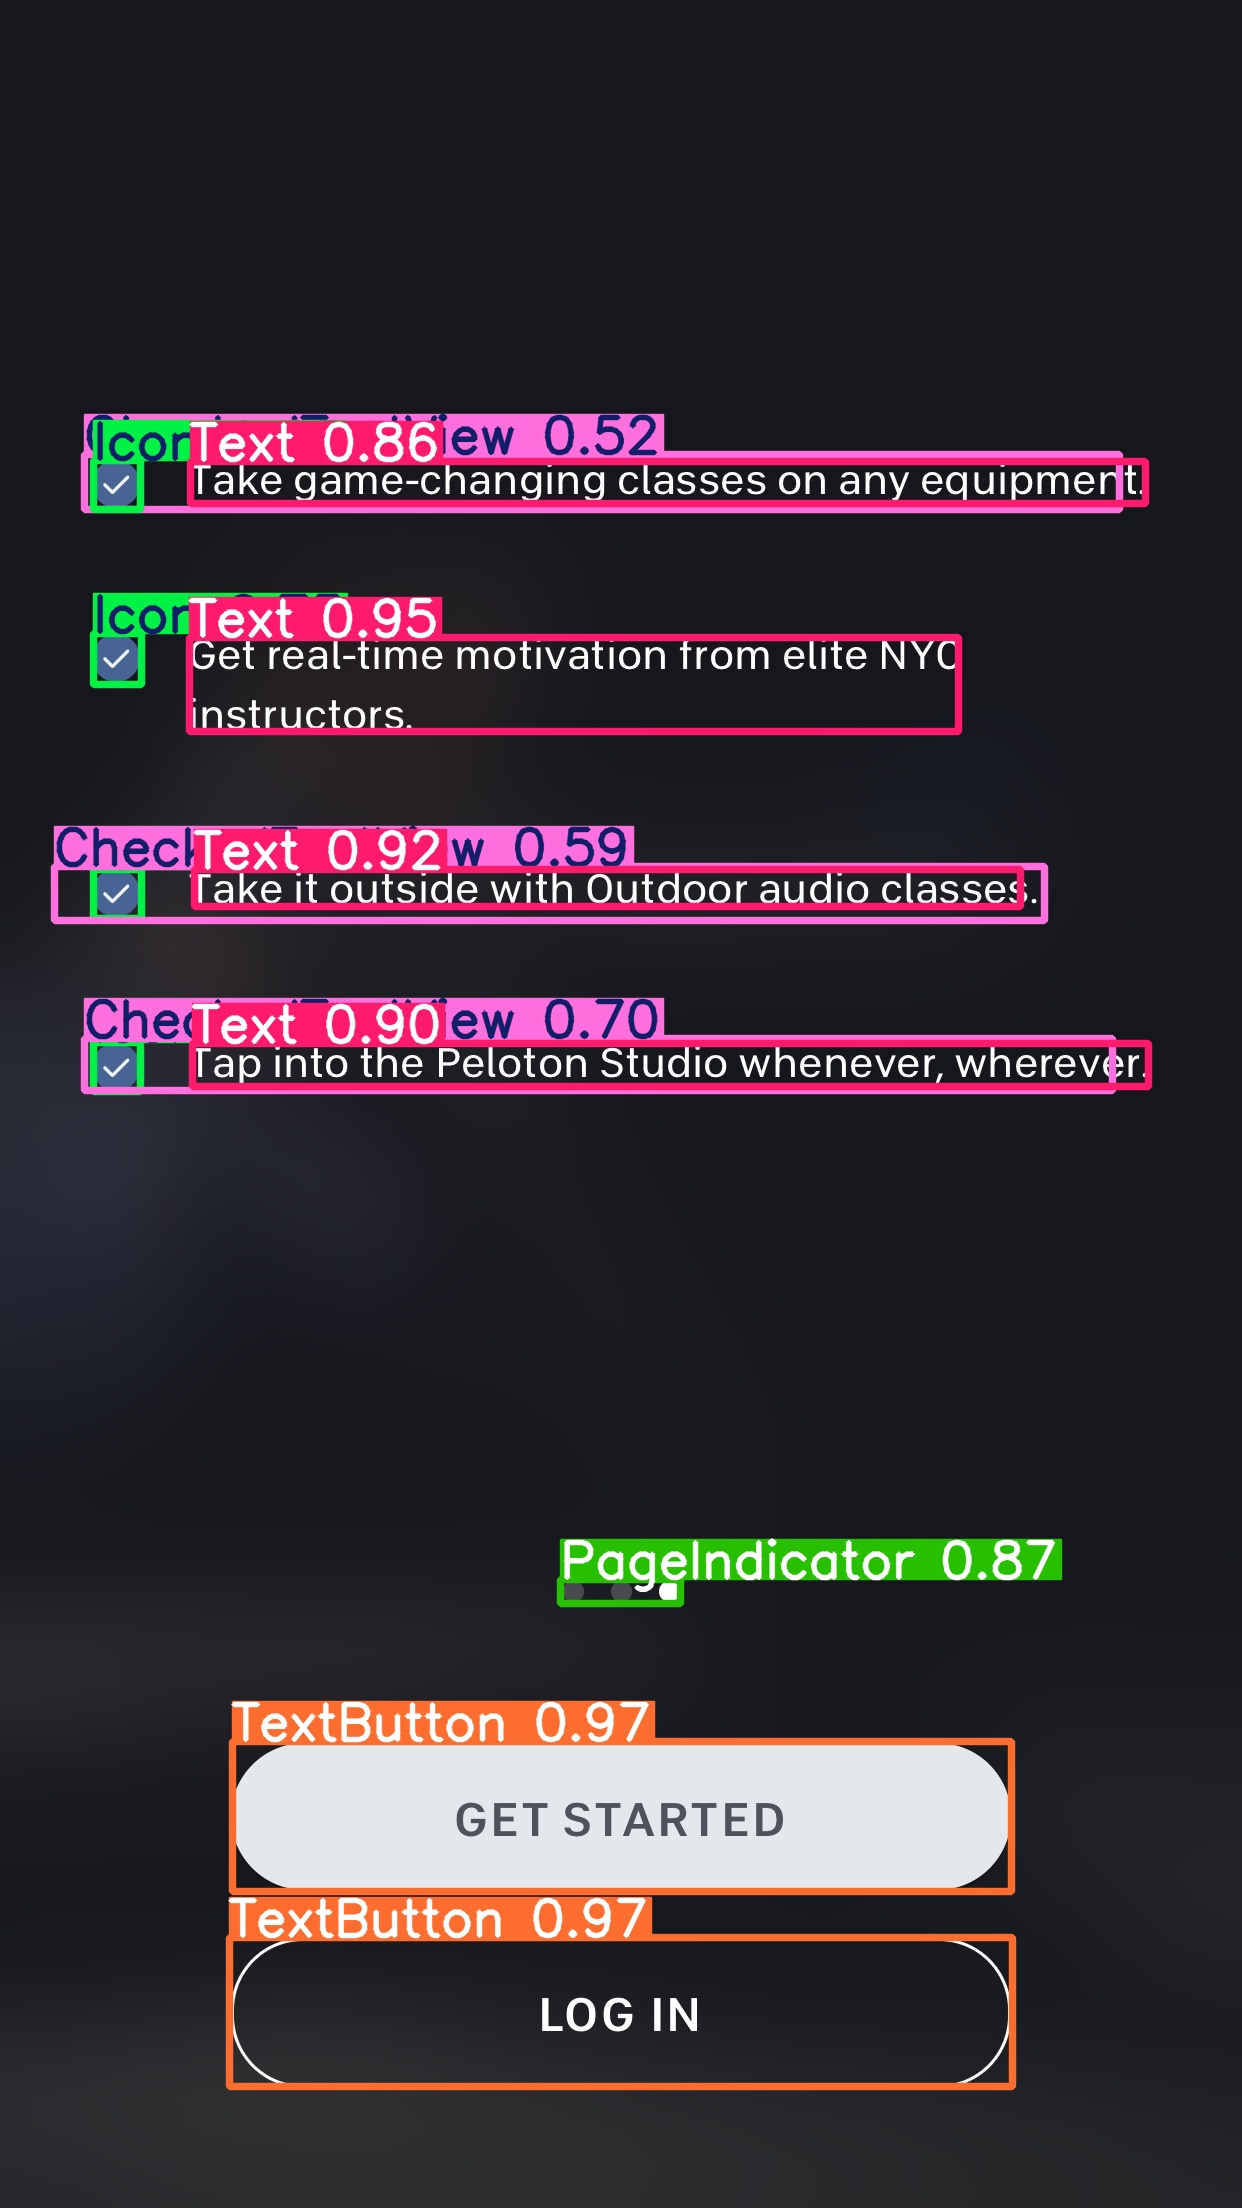 Icon Text 0.86 iew 0.52
Take game-changing classes on any equipment.
Icon Text 0.95
Get real-time motivation from elite NYC
instructors.
Check Text 0.92 w 0.59
Take it outside with Outdoor audio classes.
Chec Text 0.90 iew 0.70
Tap into the Peloton Studio whenever, wherever.
PageIndicator 0.87
TextButton 0.97
GET STARTED
TextButton 0.97
LOG IN